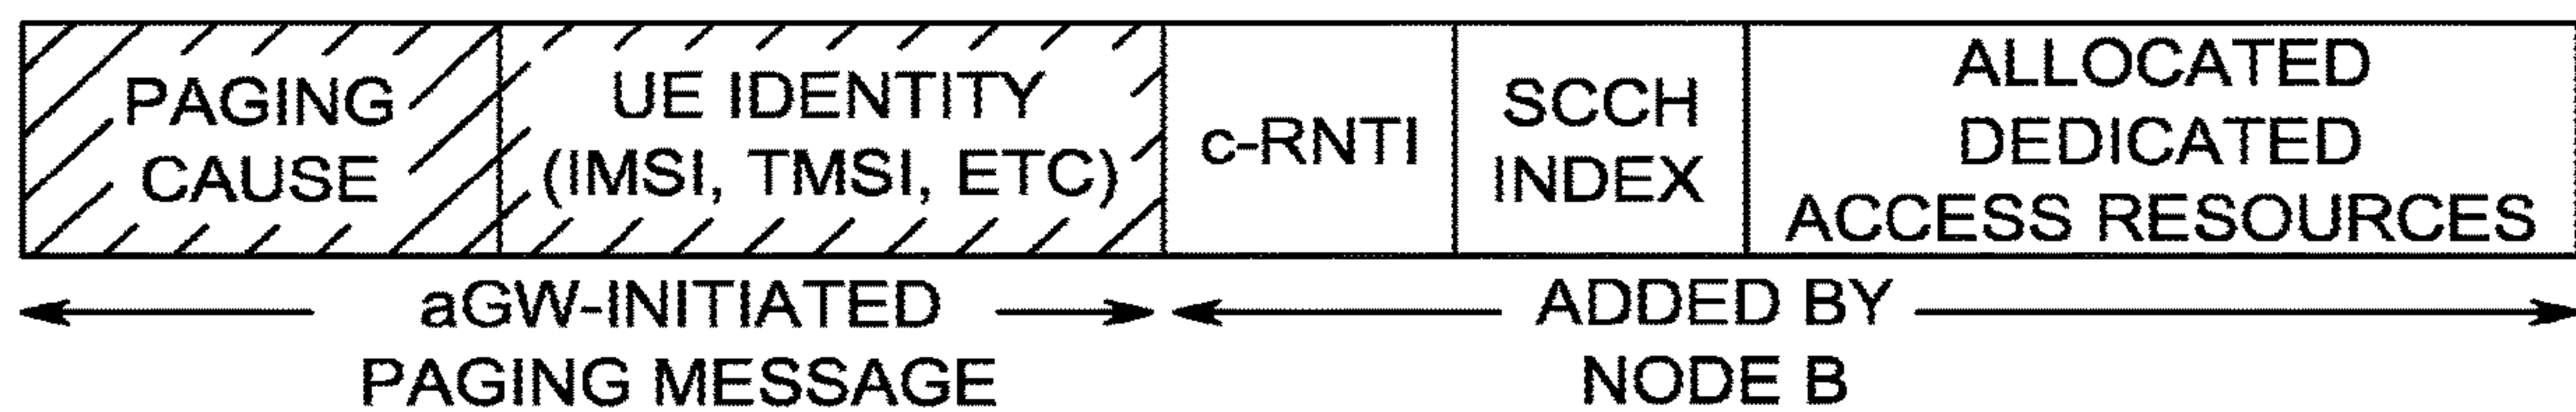 PAGING
CAUSE
UE IDENTITY
(IMSI, TMSI, ETC)
c-RNTI
SCCH
INDEX
ALLOCATED
DEDICATED
ACCESS RESOURCES
aGW-INITIATED
PAGING MESSAGE
ADDED BY
NODE B